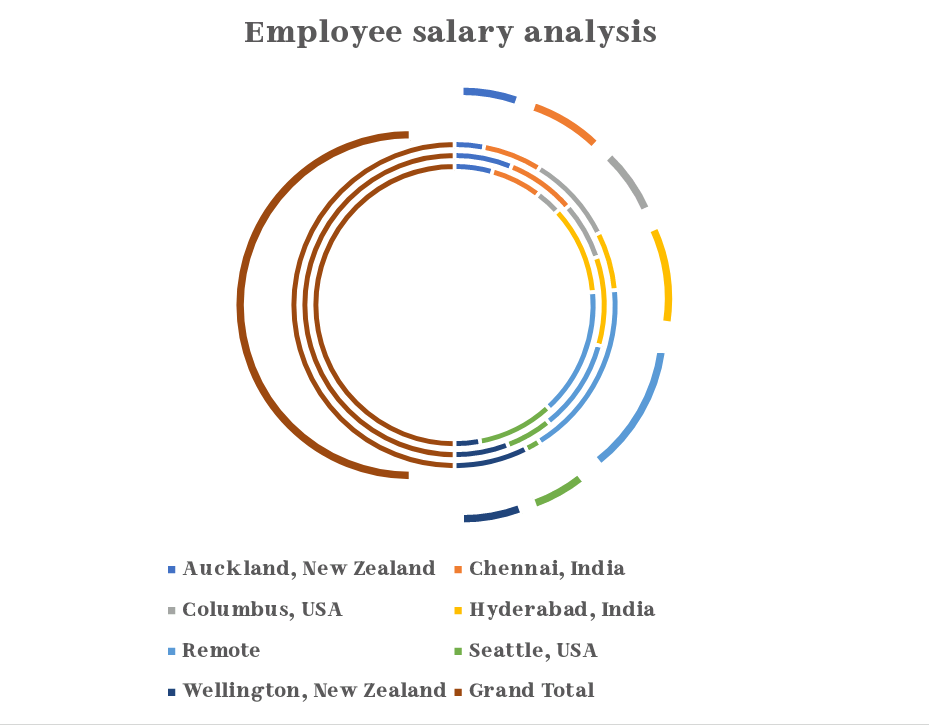 Employee salary analysis
Auckland, New Zealand Chennai, India
Columbus, USA Hyderabad, India
Remote Seattle, USA
Wellington, New Zealand Grand Total